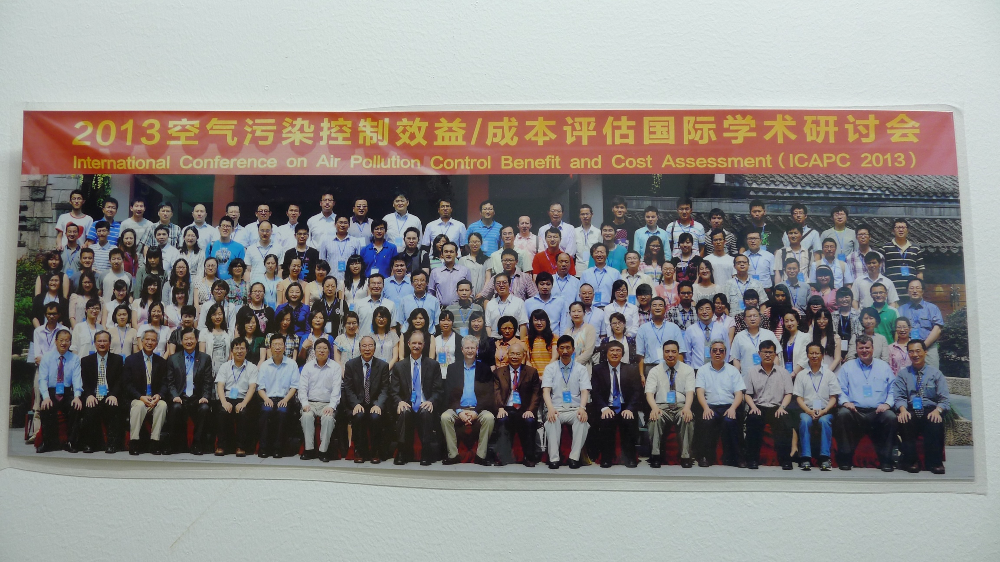 2013空气污染控制效益/成本评估国际学术研讨会
International Conference on Air Pollution Control Benefit and Cost Assessment (ICAPC 2013)